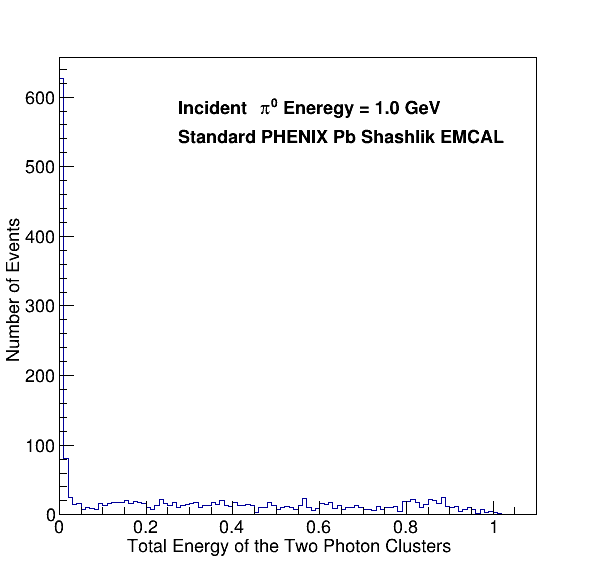 Incident π⁰ Eneregy = 1.0 GeV
Standard PHENIX Pb Shashlik EMCAL
Number of Events
600
500
400
300
200
100
0
0 0.2 0.4 0.6 0.8 1
Total Energy of the Two Photon Clusters